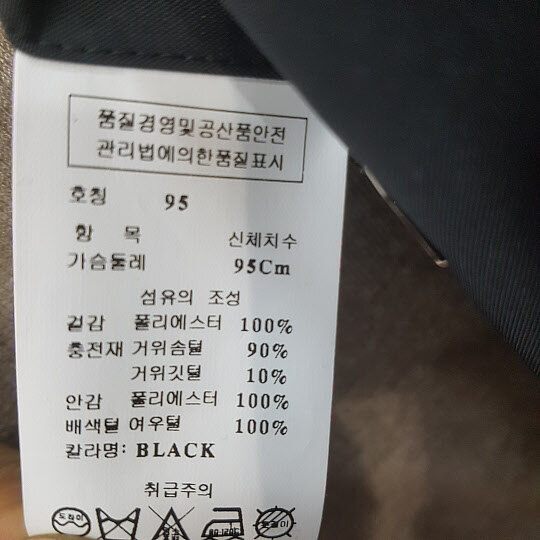 품질경영및공산품안전
관리법에의한품질표시
호칭 95
항 목 신체치수
가슴둘레 95Cm
섬유의 조성
겉감 폴리에스터 100%
충전재 거위솜털 90%
거위깃털 10%
안감 폴리에스터 100%
배색털 여우털 100%
칼라명: BLACK
취급주의
드라이